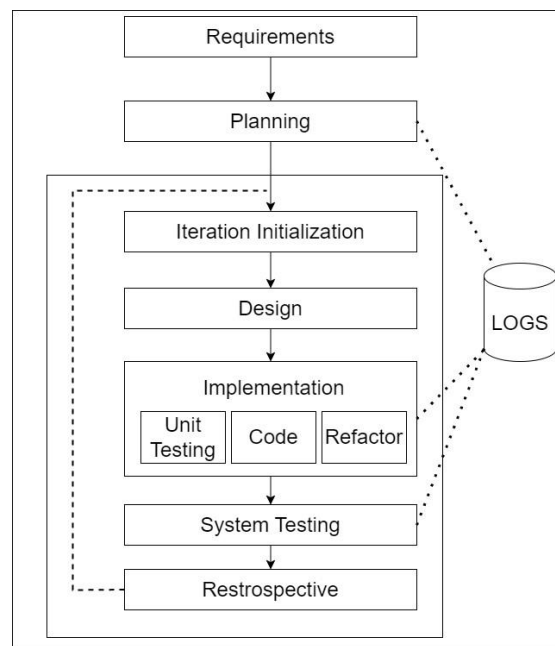 Requirements
Planning
Iteration Initialization
Design
LOGS
Implementation
Unit
Testing
Code
Refactor
System Testing
Restrospective